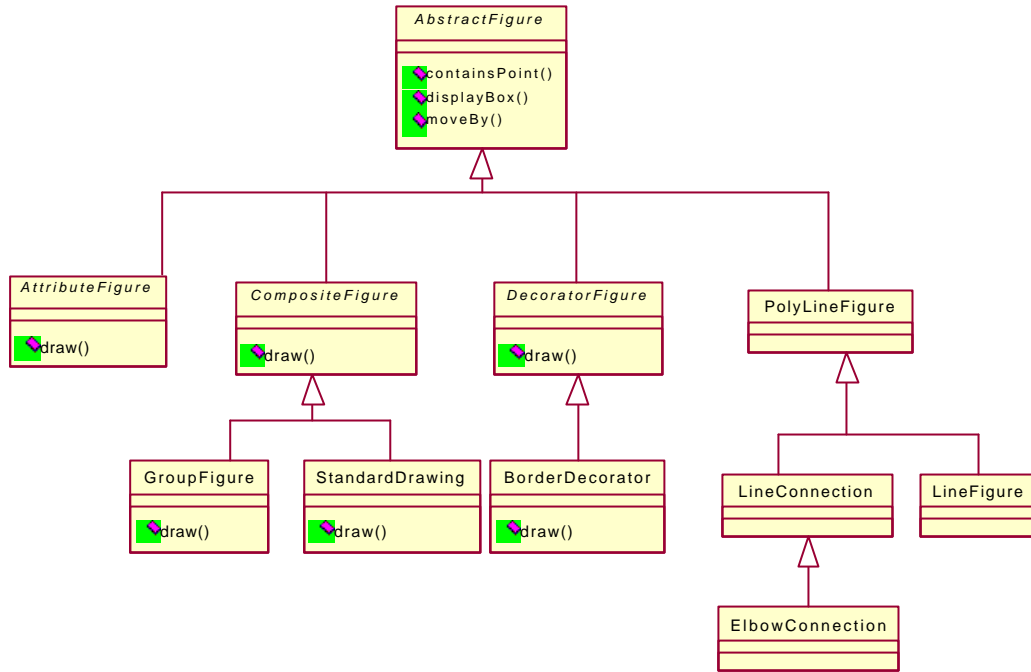 AbstractFigure
containsPoint()
displayBox()
moveBy()
AttributeFigure
draw()
CompositeFigure
draw()
DecoratorFigure
draw()
PolyLineFigure
GroupFigure
draw()
StandardDrawing
draw()
BorderDecorator
draw()
LineConnection
LineFigure
ElbowConnection